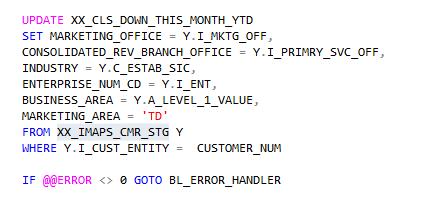 UPDATE XX_CLS_DOWN_THIS_MONTH_YTD
SET MARKETING_OFFICE = Y.I_MKTG_OFF,
CONSOLIDATED_REV_BRANCH_OFFICE = Y.I_PRIMRY_SVC_OFF,
INDUSTRY = Y.C_ESTAB_SIC,
ENTERPRISE_NUM_CD = Y.I_ENT,
BUSINESS_AREA = Y.A_LEVEL_1_VALUE,
MARKETING_AREA = 'TD'
FROM XX_IMAPS_CMR_STG Y
WHERE Y.I_CUST_ENTITY =  CUSTOMER_NUM
IF @@ERROR <> 0 GOTO BL_ERROR_HANDLER